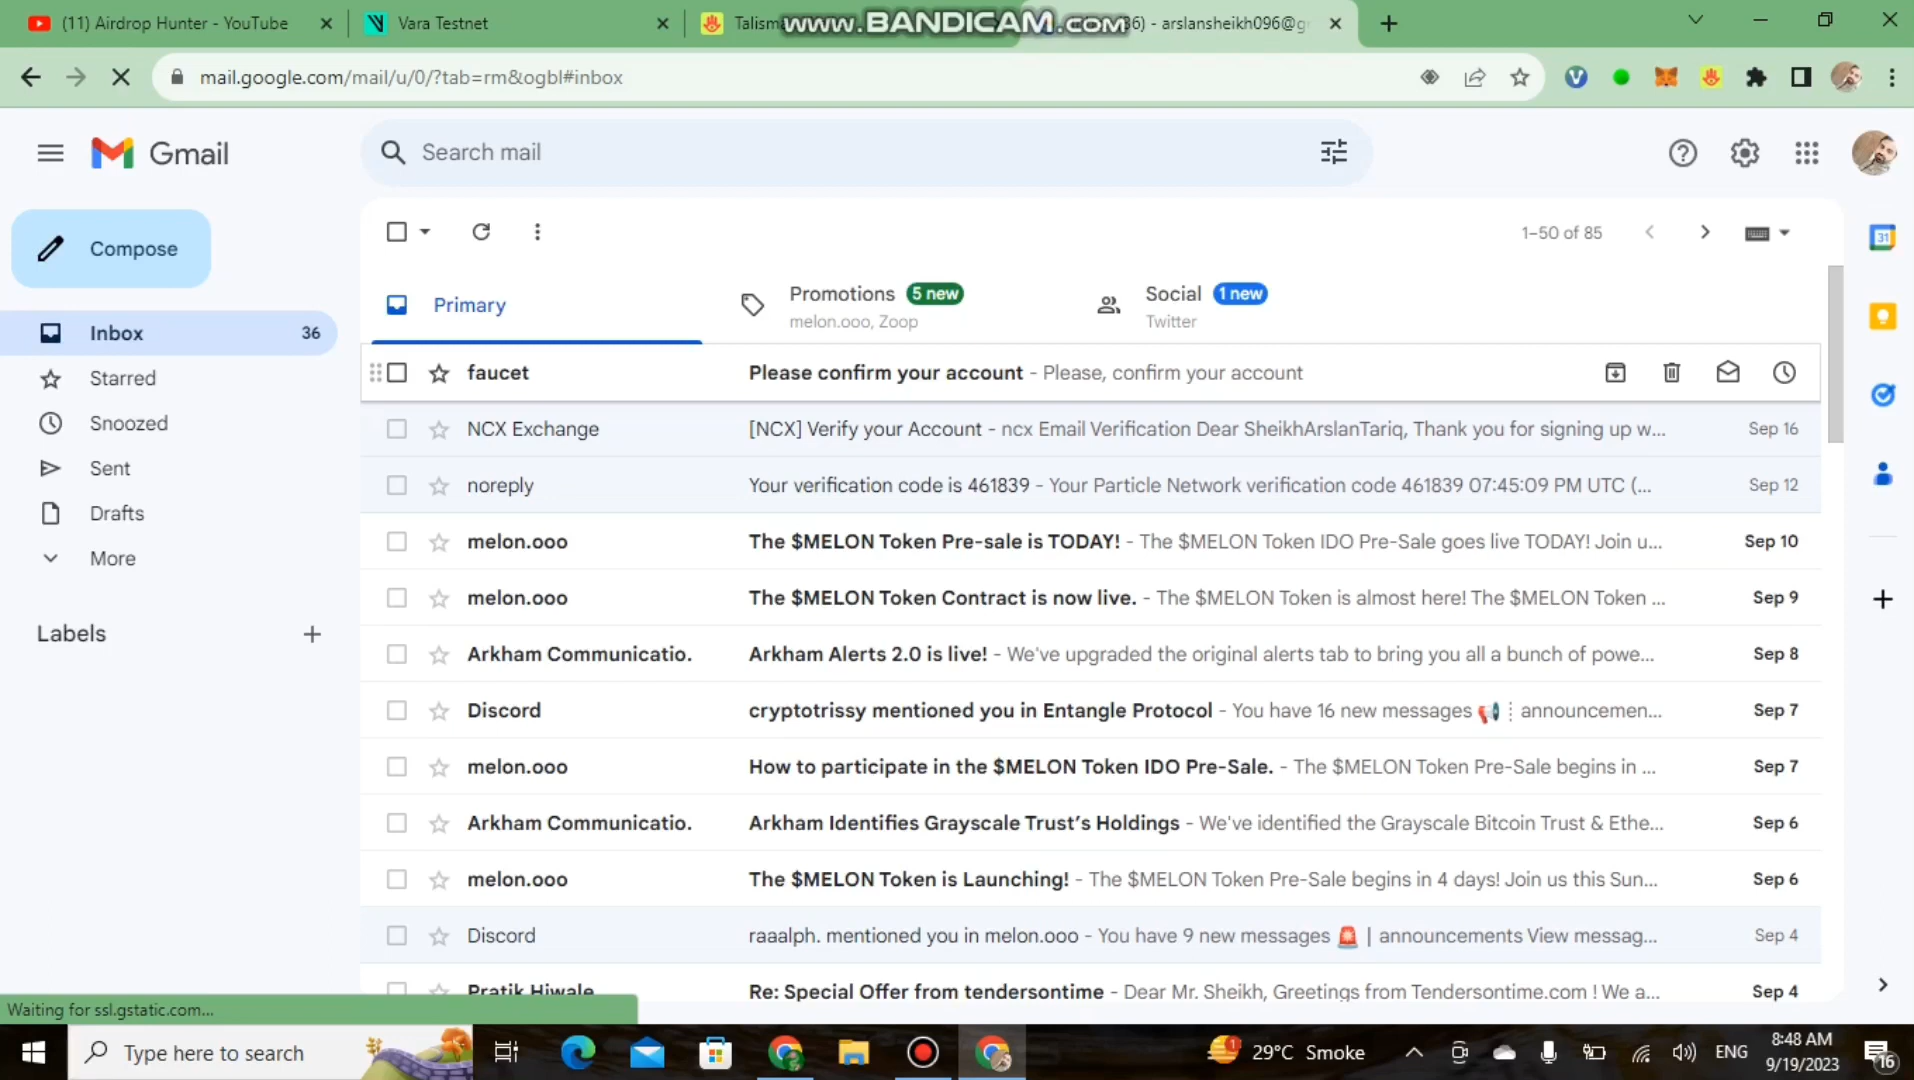 (11) Airdrop Hunter - YouTube
Vara Testnet
Talism
www.BANDICAM.com
36) - arslansheikh096@g
mail.google.com/mail/u/0/?tab=rm&ogbl#inbox
Gmail
Search mail
Compose
1–50 of 85
Primary
Promotions 5 new
melon.ooo, Zoop
Social 1 new
Twitter
Inbox 36
Starred
Snoozed
Sent
Drafts
More
Labels
faucet Please confirm your account - Please, confirm your account
NCX Exchange [NCX] Verify your Account - ncx Email Verification Dear SheikhArslanTariq, Thank you for signing up w... Sep 16
noreply Your verification code is 461839 - Your Particle Network verification code 461839 07:45:09 PM UTC (... Sep 12
melon.ooo The $MELON Token Pre-sale is TODAY! - The $MELON Token IDO Pre-Sale goes live TODAY! Join u... Sep 10
melon.ooo The $MELON Token Contract is now live. - The $MELON Token is almost here! The $MELON Token ... Sep 9
Arkham Communicatio. Arkham Alerts 2.0 is live! - We've upgraded the original alerts tab to bring you all a bunch of powe... Sep 8
Discord cryptotrissy mentioned you in Entangle Protocol - You have 16 new messages 📢┊announcemen... Sep 7
melon.ooo How to participate in the $MELON Token IDO Pre-Sale. - The $MELON Token Pre-Sale begins in ... Sep 7
Arkham Communicatio. Arkham Identifies Grayscale Trust's Holdings - We've identified the Grayscale Bitcoin Trust & Ethe... Sep 6
melon.ooo The $MELON Token is Launching! - The $MELON Token Pre-Sale begins in 4 days! Join us this Sun... Sep 6
Discord raaalph. mentioned you in melon.ooo - You have 9 new messages 🚨 | announcements View messag... Sep 4
Pratik Hiwale Re: Special Offer from tendersontime - Dear Mr. Sheikh, Greetings from Tendersontime.com ! We a... Sep 4
31
Waiting for ssl.gstatic.com...
Type here to search
1
29°C Smoke
ENG
8:48 AM
9/19/2023
16